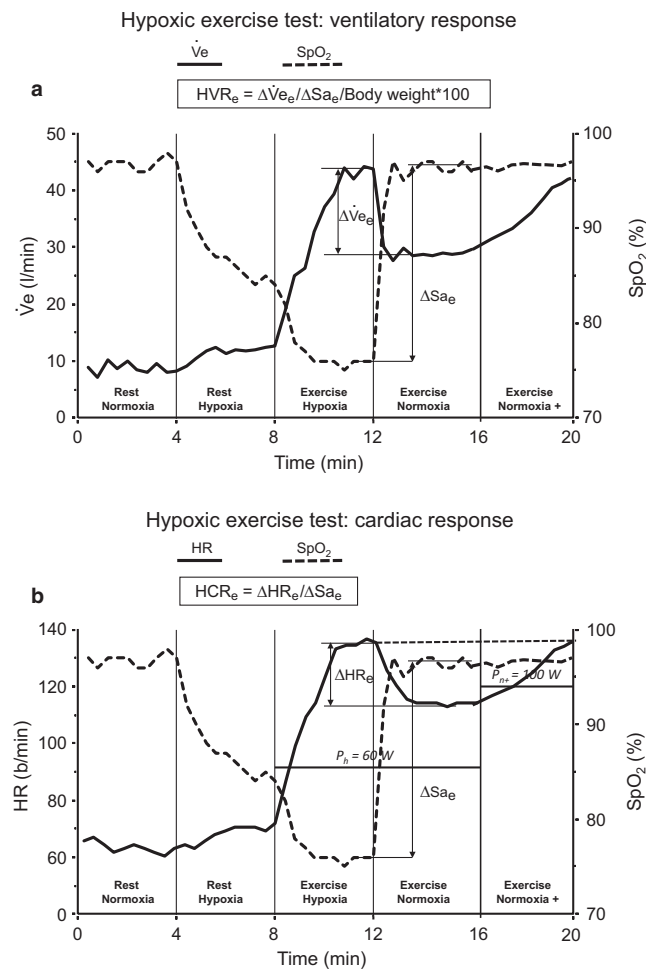 Hypoxic exercise test: ventilatory response
V̇e SpO₂
a
HVRₑ = ΔV̇eₑ/ΔSaₑ/Body weight*100
50
45
40
30
20
10
0
V̇e (l/min)
100
90
80
75
70
SpO₂ (%)
ΔV̇eₑ
ΔSaₑ
Rest Normoxia
Rest Hypoxia
Exercise Hypoxia
Exercise Normoxia
Exercise Normoxia +
0 4 8 12 16 20
Time (min)
Hypoxic exercise test: cardiac response
HR SpO₂
b
HCRₑ = ΔHRₑ/ΔSaₑ
140
120
100
80
70
60
0
HR (b/min)
100
90
80
75
70
SpO₂ (%)
ΔHRₑ
Pₙ₊ = 100 W
Pₕ = 60 W
ΔSaₑ
Rest Normoxia
Rest Hypoxia
Exercise Hypoxia
Exercise Normoxia
Exercise Normoxia +
0 4 8 12 16 20
Time (min)